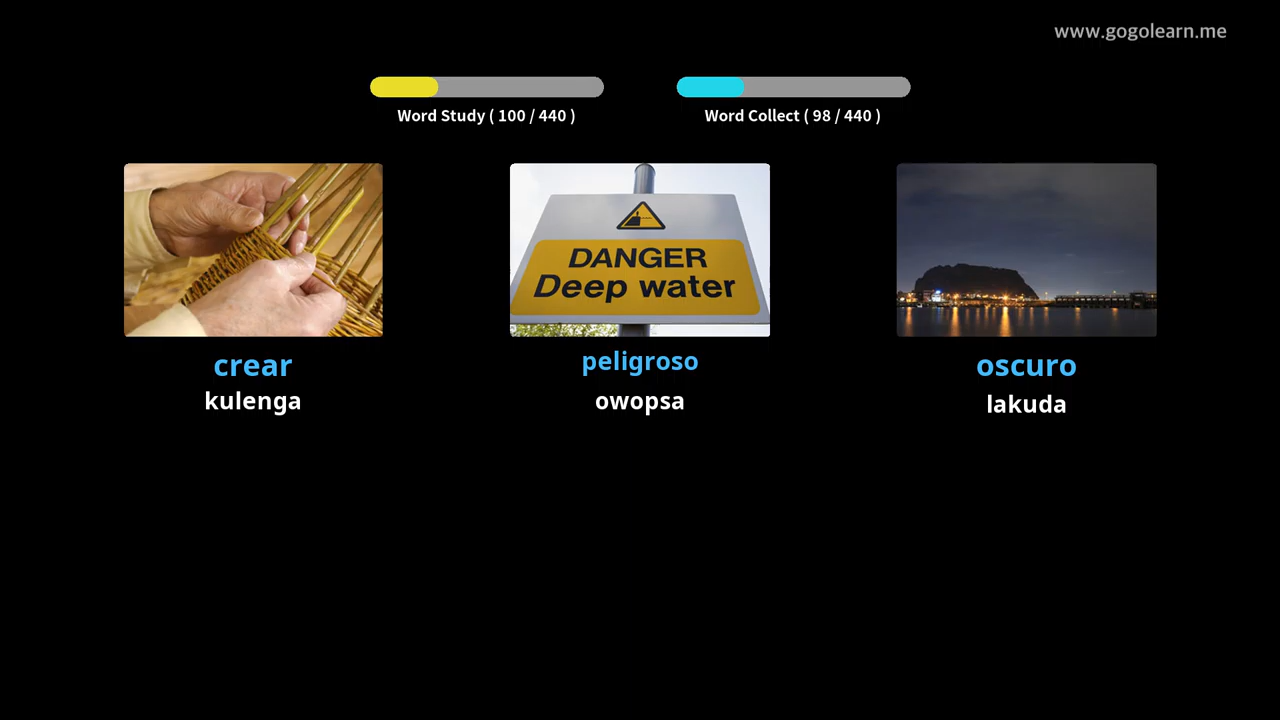 www.gogolearn.me
Word Study ( 100 / 440 )
Word Collect ( 98 / 440 )
DANGER
Deep water
crear
kulenga
peligroso
owopsa
oscuro
lakuda